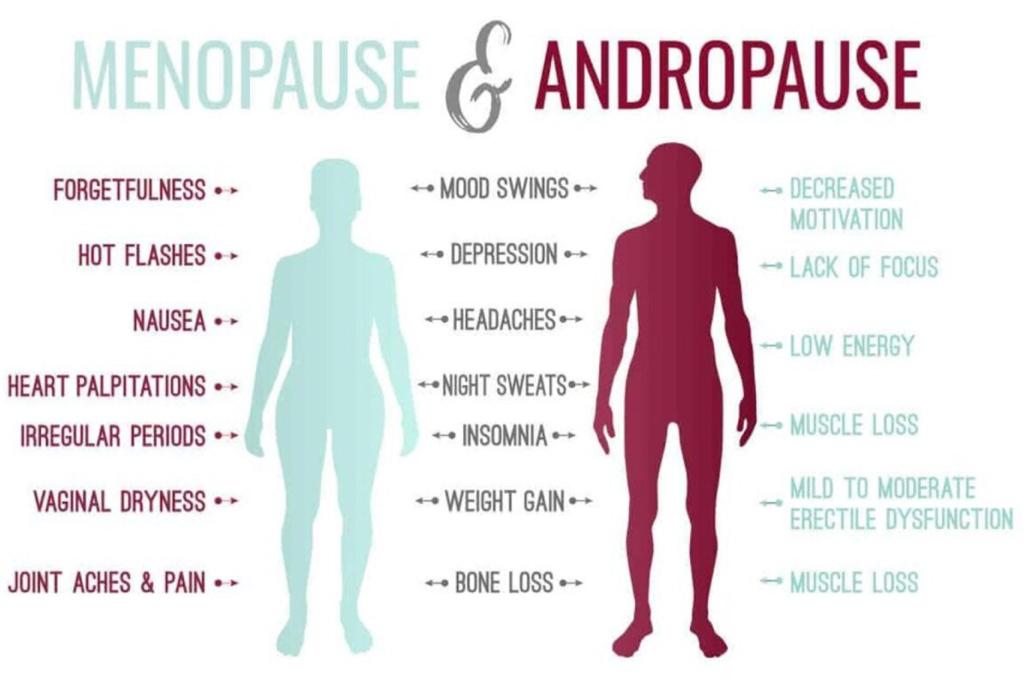 MENOPAUSE & ANDROPAUSE
FORGETFULNESS
HOT FLASHES
NAUSEA
HEART PALPITATIONS
IRREGULAR PERIODS
VAGINAL DRYNESS
JOINT ACHES & PAIN
MOOD SWINGS
DEPRESSION
HEADACHES
NIGHT SWEATS
INSOMNIA
WEIGHT GAIN
BONE LOSS
DECREASED
MOTIVATION
LACK OF FOCUS
LOW ENERGY
MUSCLE LOSS
MILD TO MODERATE
ERECTILE DYSFUNCTION
MUSCLE LOSS